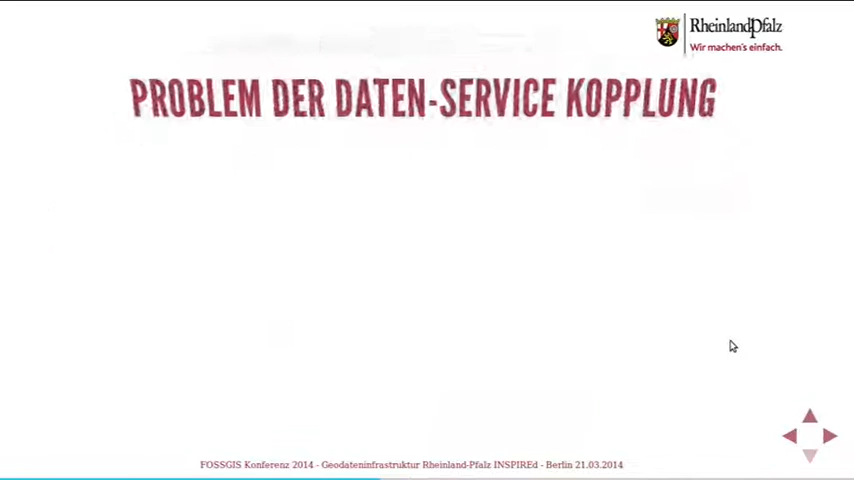 RheinlandPfalz
Wir machen's einfach.
PROBLEM DER DATEN-SERVICE KOPPLUNG
FOSSGIS Konferenz 2014 - Geodateninfrastruktur Rheinland-Pfalz INSPIREd - Berlin 21.03.2014